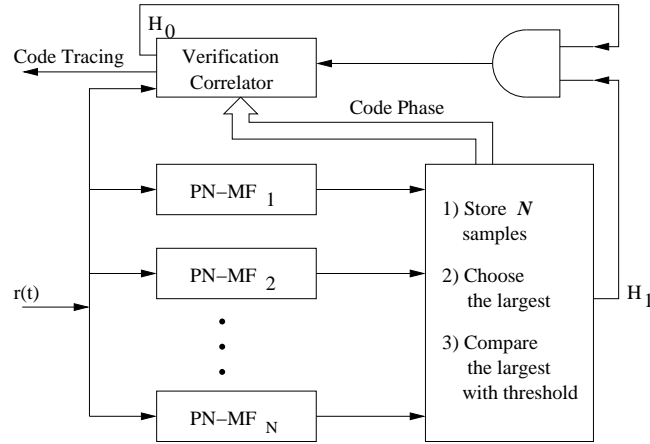 H0
Code Tracing
Verification
Correlator
Code Phase
PN−MF 1
1) Store N
samples
PN−MF 2
2) Choose
the largest
r(t)
H1
3) Compare
the largest
with threshold
PN−MF N